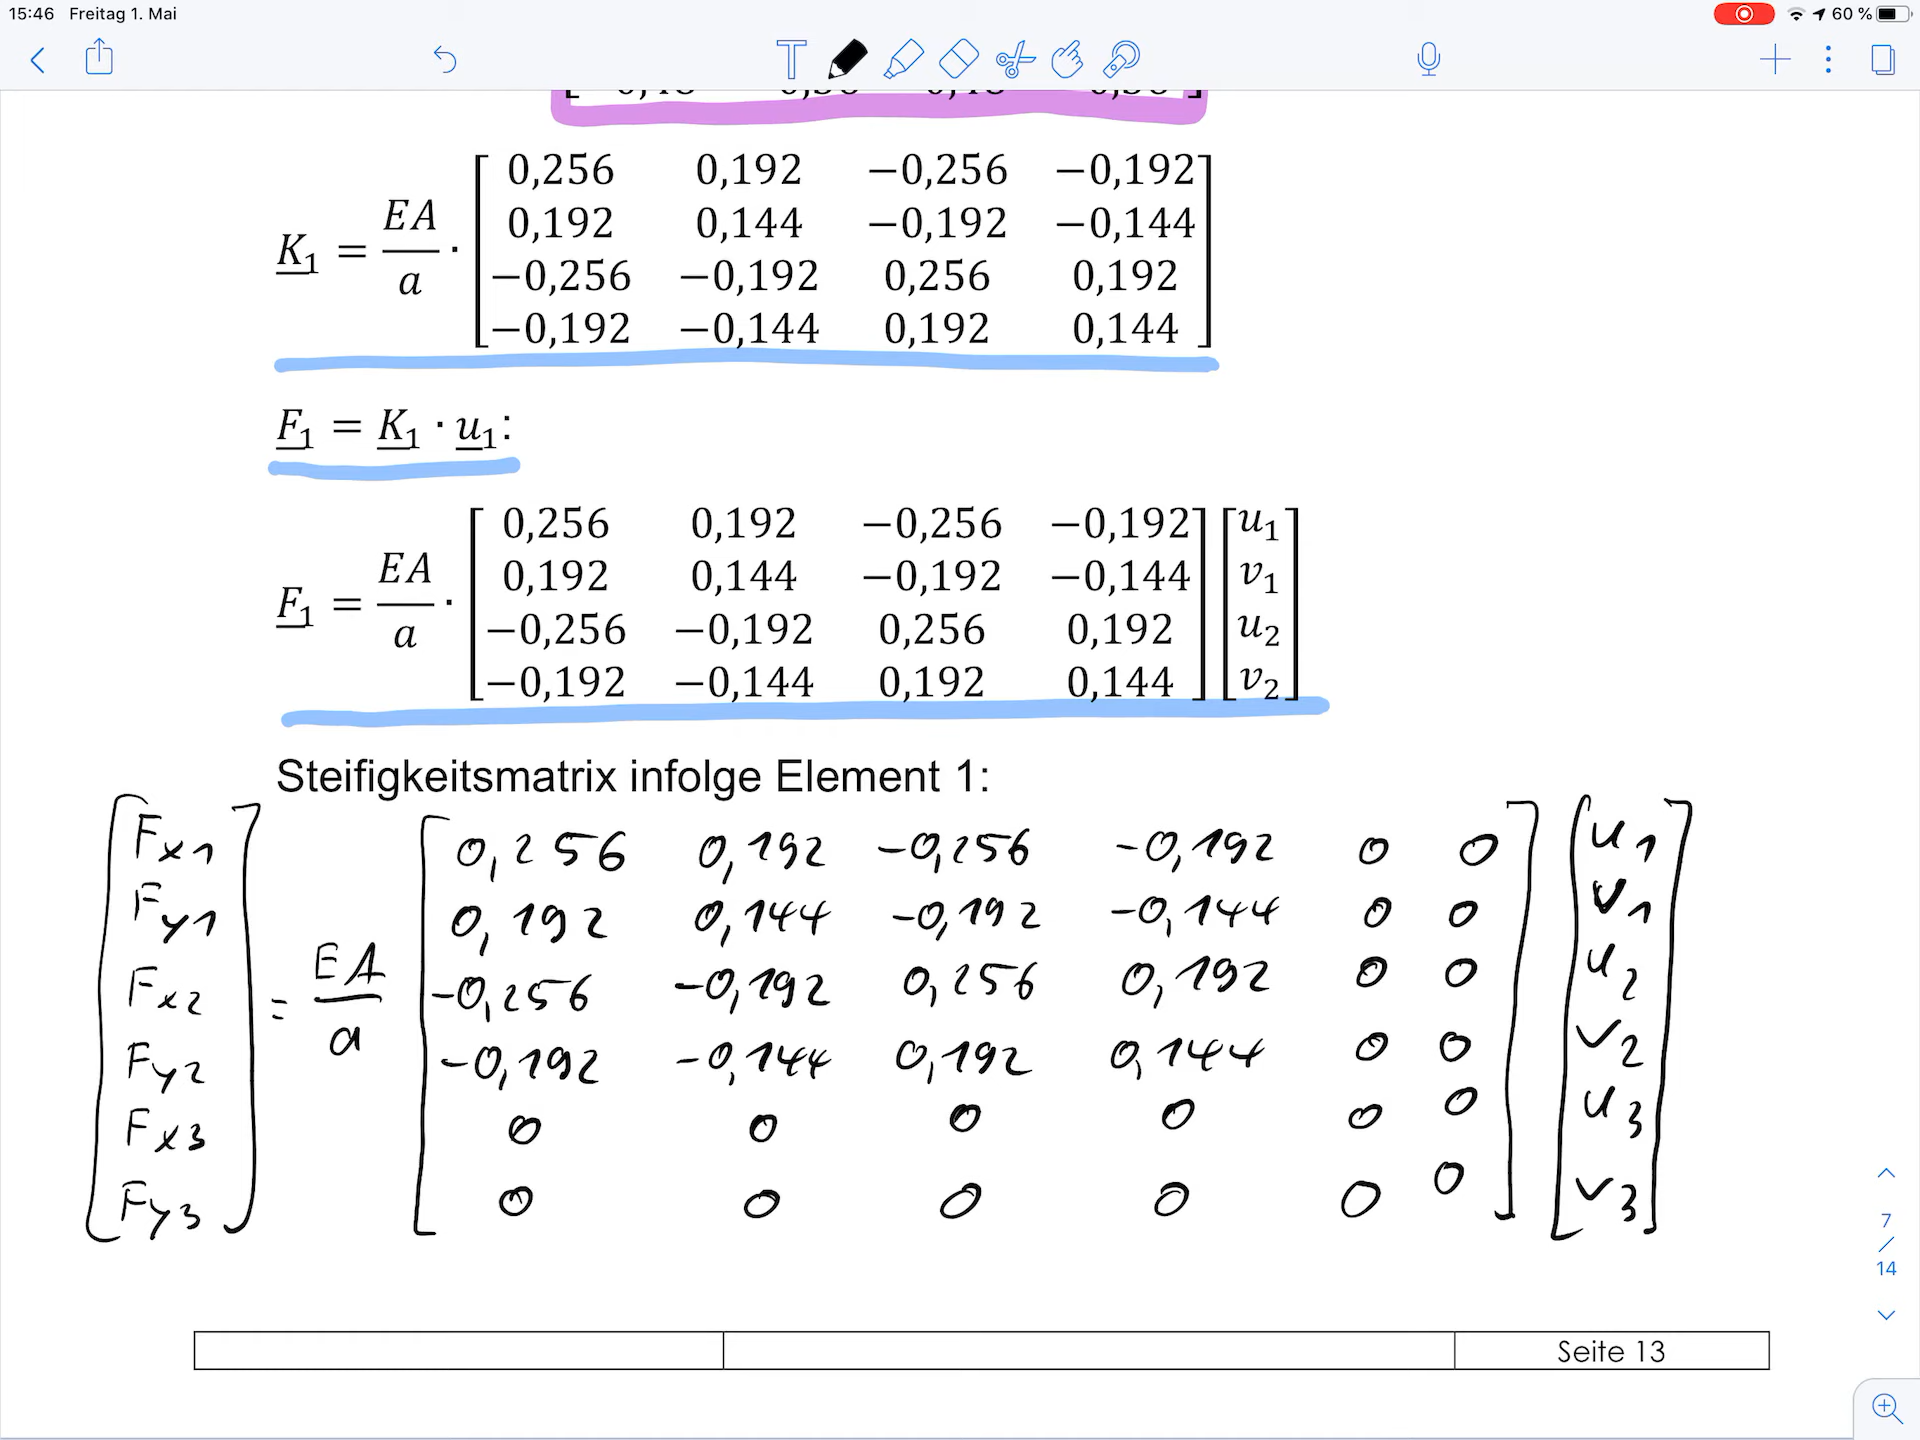 15:46 Freitag 1. Mai 60 %
K₁ = EA/a · [0,256 0,192 −0,256 −0,192
0,192 0,144 −0,192 −0,144
−0,256 −0,192 0,256 0,192
−0,192 −0,144 0,192 0,144]
F₁ = K₁ · u₁:
F₁ = EA/a · [0,256 0,192 −0,256 −0,192] [u₁
0,192 0,144 −0,192 −0,144 v₁
−0,256 −0,192 0,256 0,192 u₂
−0,192 −0,144 0,192 0,144] v₂]
Steifigkeitsmatrix infolge Element 1:
[Fx1 0,256 0,192 -0,256 -0,192 0 0 [u1
Fy1 0,192 0,144 -0,192 -0,144 0 0 v1
Fx2 = EA/a -0,256 -0,192 0,256 0,192 0 0 u2
Fy2 -0,192 -0,144 0,192 0,144 0 0 v2
Fx3 0 0 0 0 0 0 u3
Fy3] 0 0 0 0 0 0] v3]
7
/
14
Seite 13